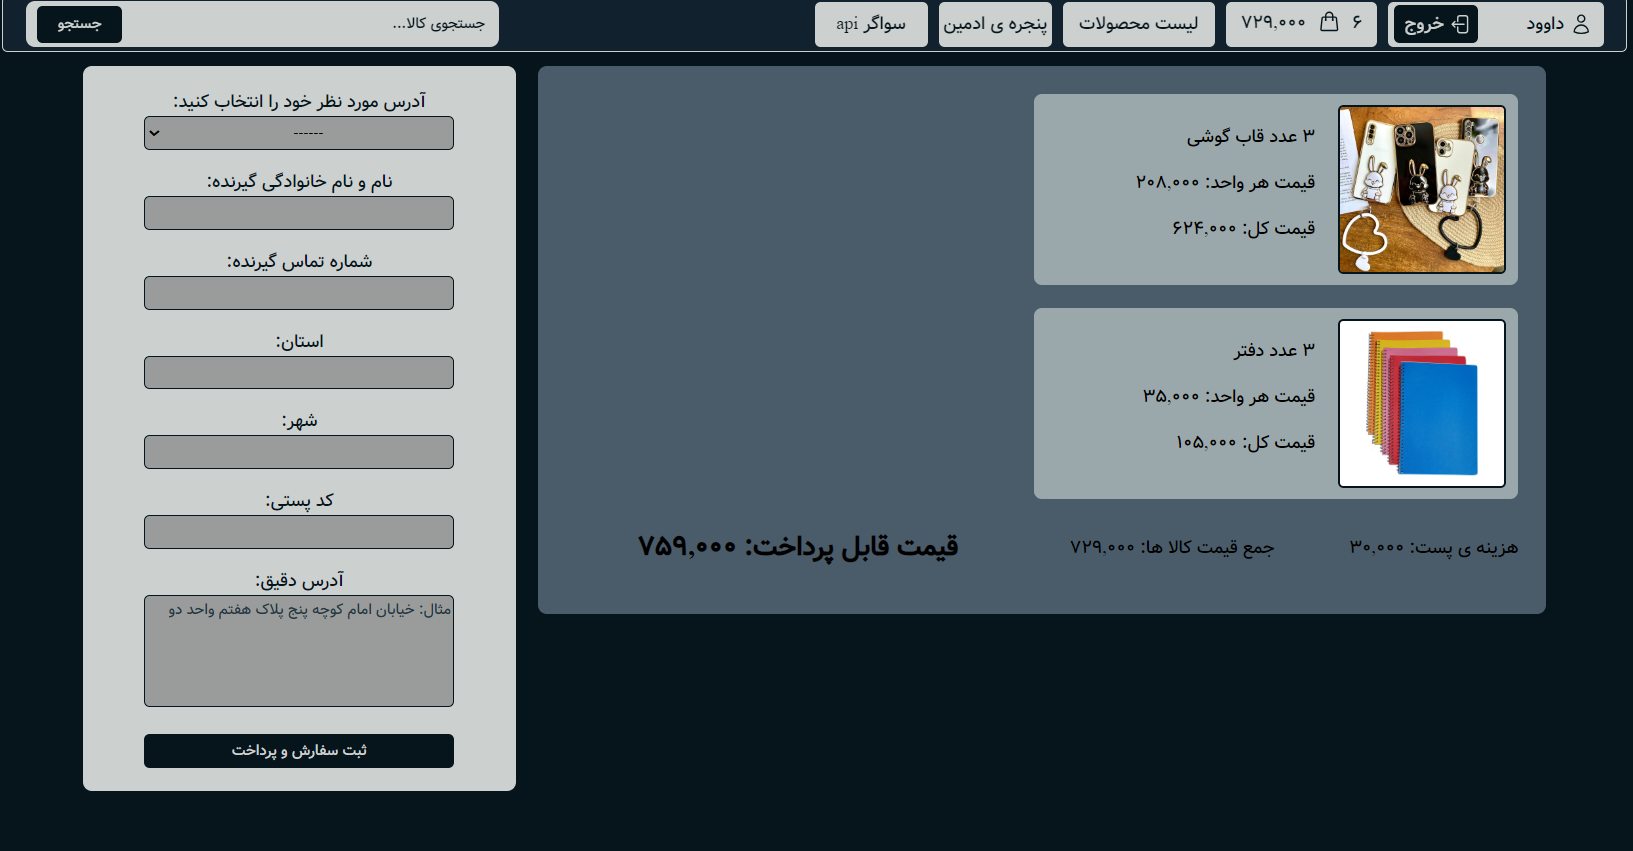 داوود
خروج
۶ ۷۲۹,۰۰۰
لیست محصولات
پنجره ی ادمین
سواگر api
جستجوی کالا...
جستجو
۳ عدد قاب گوشی
قیمت هر واحد: ۲۰۸,۰۰۰
قیمت کل: ۶۲۴,۰۰۰
۳ عدد دفتر
قیمت هر واحد: ۳۵,۰۰۰
قیمت کل: ۱۰۵,۰۰۰
هزینه ی پست: ۳۰,۰۰۰
جمع قیمت کالا ها: ۷۲۹,۰۰۰
قیمت قابل پرداخت: ۷۵۹,۰۰۰
آدرس مورد نظر خود را انتخاب کنید:
------
نام و نام خانوادگی گیرنده:
شماره تماس گیرنده:
استان:
شهر:
کد پستی:
آدرس دقیق:
مثال: خیابان امام کوچه پنج پلاک هفتم واحد دو
ثبت سفارش و پرداخت